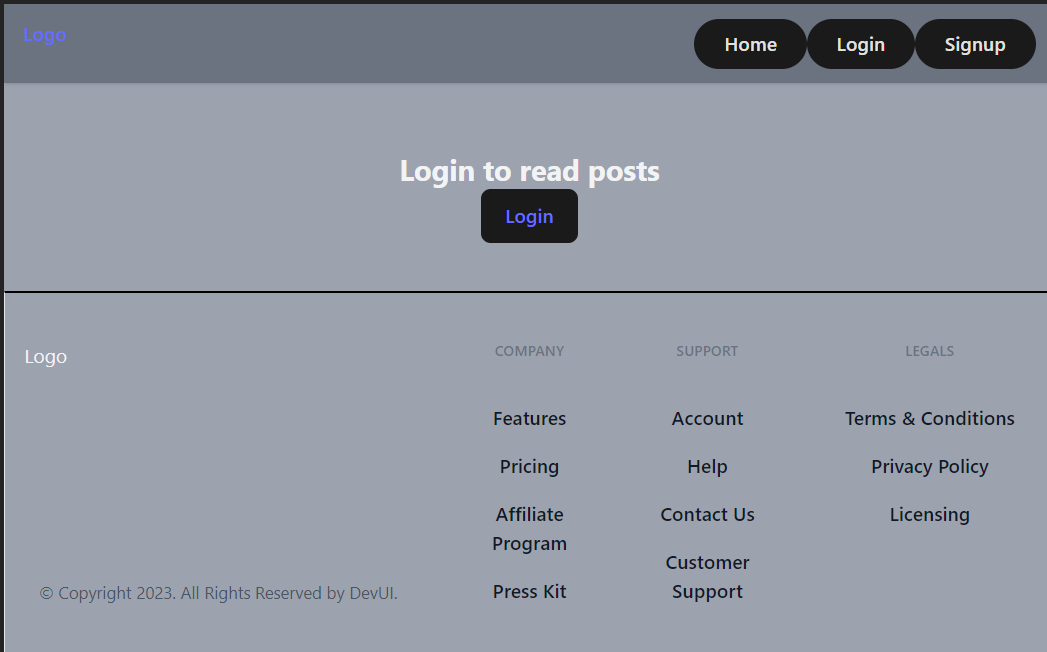 Logo
Home
Login
Signup
Login to read posts
Login
Logo
© Copyright 2023. All Rights Reserved by DevUI.
COMPANY
Features
Pricing
Affiliate
Program
Press Kit
SUPPORT
Account
Help
Contact Us
Customer
Support
LEGALS
Terms & Conditions
Privacy Policy
Licensing